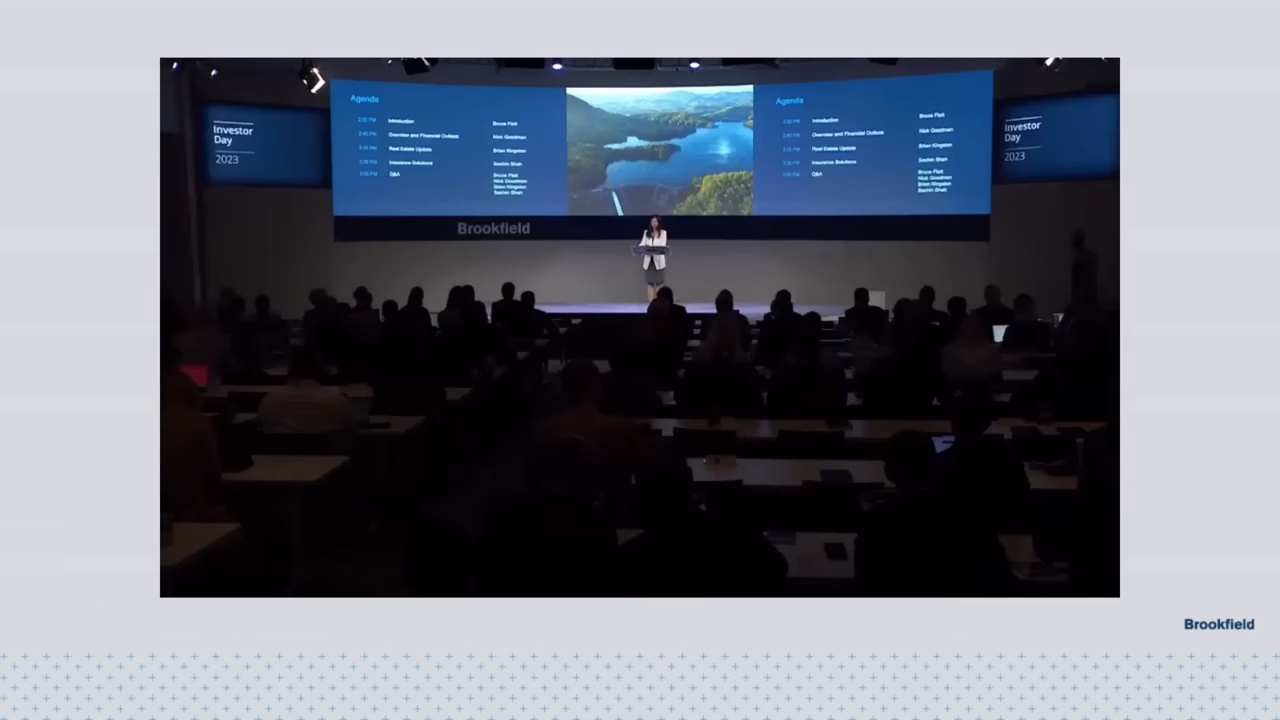 Investor
Day
2023
Agenda
Introduction
Bruce Flatt
Overview and Financial Outlook
Nick Goodman
Real Estate Update
Brian Kingston
Insurance Solutions
Sachin Shah
Q&A
Bruce Flatt
Nick Goodman
Brian Kingston
Sachin Shah
Agenda
Introduction
Bruce Flatt
Overview and Financial Outlook
Nick Goodman
Real Estate Update
Brian Kingston
Insurance Solutions
Sachin Shah
Q&A
Bruce Flatt
Nick Goodman
Brian Kingston
Sachin Shah
Investor
Day
2023
Brookfield
Brookfield